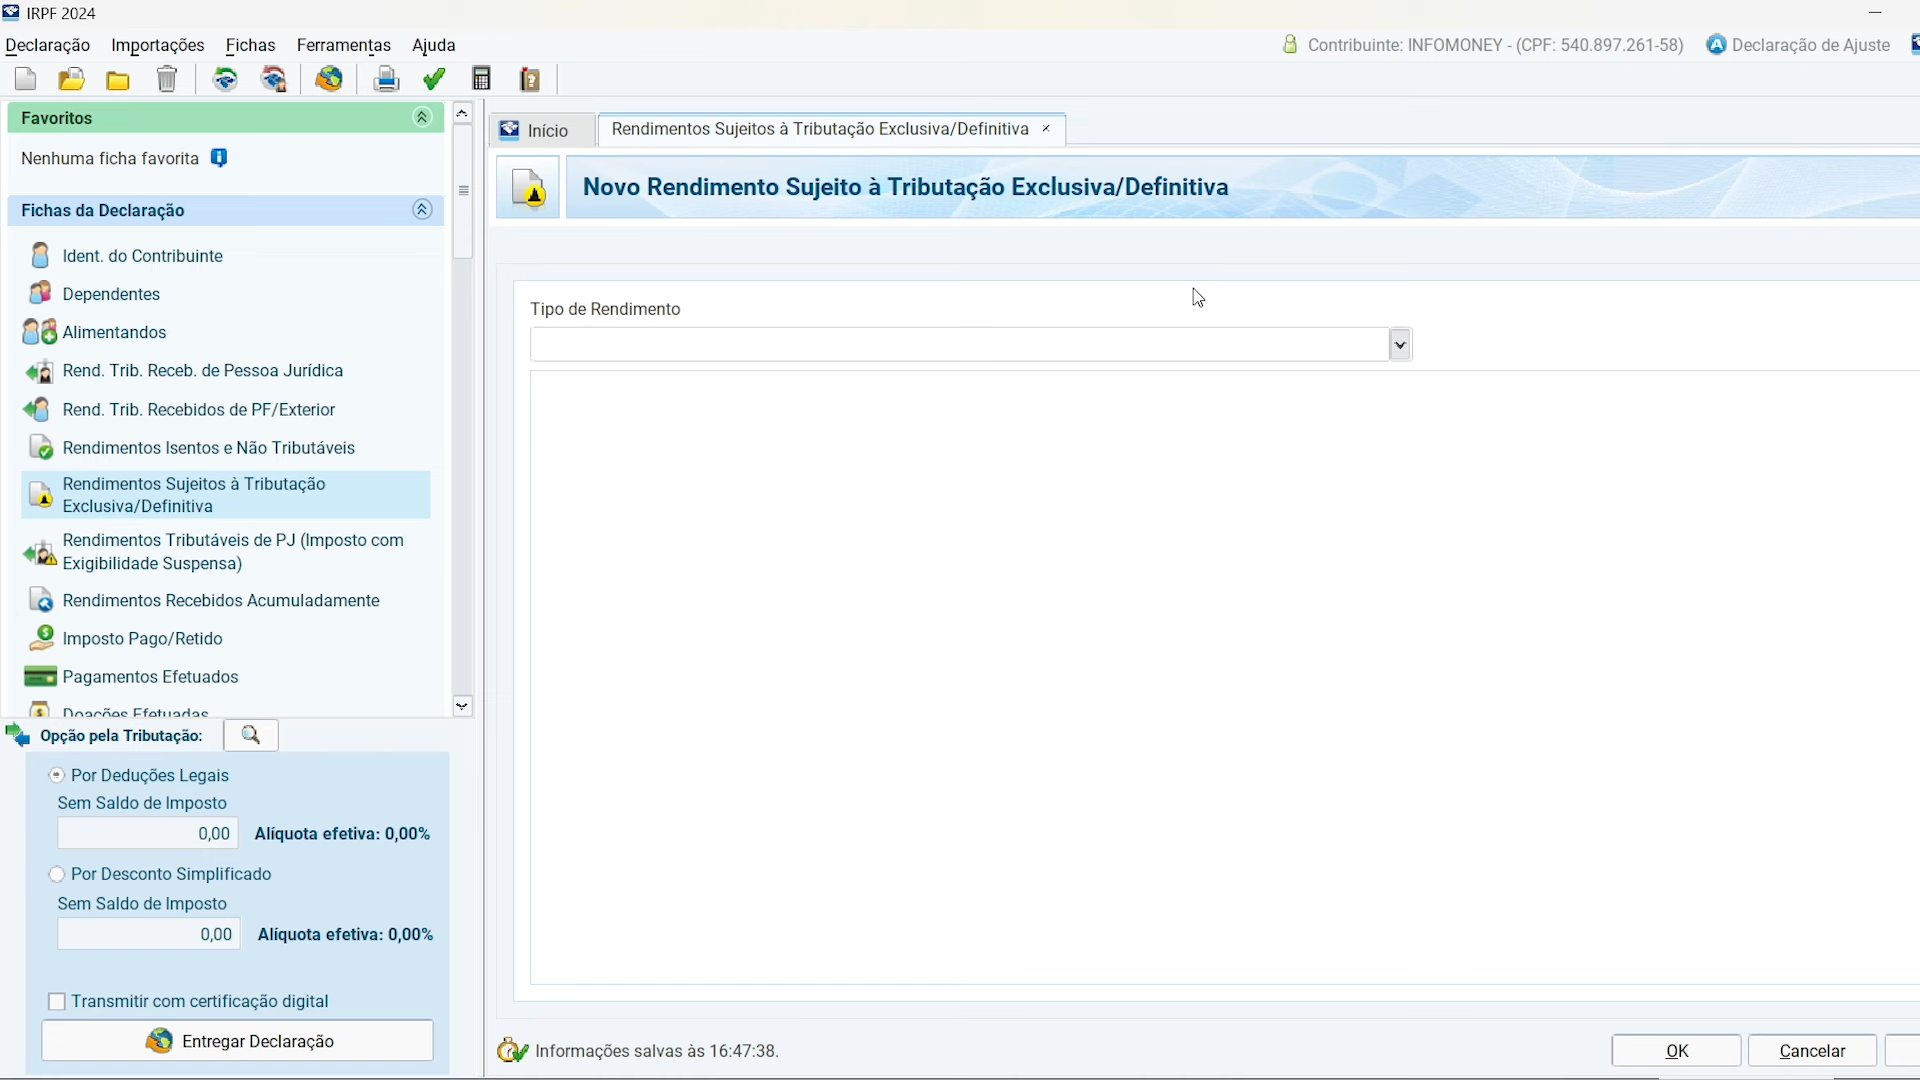 IRPF 2024
Declaração Importações Fichas Ferramentas Ajuda
Contribuinte: INFOMONEY - (CPF: 540.897.261-58)
Declaração de Ajuste
Favoritos
Nenhuma ficha favorita
Fichas da Declaração
Ident. do Contribuinte
Dependentes
Alimentandos
Rend. Trib. Receb. de Pessoa Jurídica
Rend. Trib. Recebidos de PF/Exterior
Rendimentos Isentos e Não Tributáveis
Rendimentos Sujeitos à Tributação
Exclusiva/Definitiva
Rendimentos Tributáveis de PJ (Imposto com
Exigibilidade Suspensa)
Rendimentos Recebidos Acumuladamente
Imposto Pago/Retido
Pagamentos Efetuados
Doações Efetuadas
Opção pela Tributação:
Por Deduções Legais
Sem Saldo de Imposto
0,00 Alíquota efetiva: 0,00%
Por Desconto Simplificado
Sem Saldo de Imposto
0,00 Alíquota efetiva: 0,00%
Transmitir com certificação digital
Entregar Declaração
Início
Rendimentos Sujeitos à Tributação Exclusiva/Definitiva ×
Novo Rendimento Sujeito à Tributação Exclusiva/Definitiva
Tipo de Rendimento
Informações salvas às 16:47:38.
OK
Cancelar